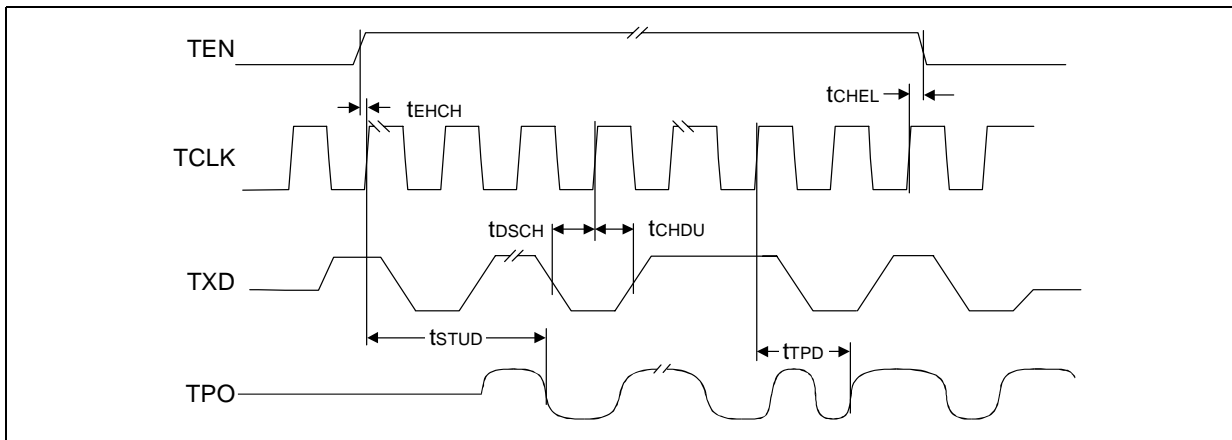 TEN
tEHCH
tCHEL
TCLK
tDSCH
tCHDU
TXD
tSTUD
tTPD
TPO